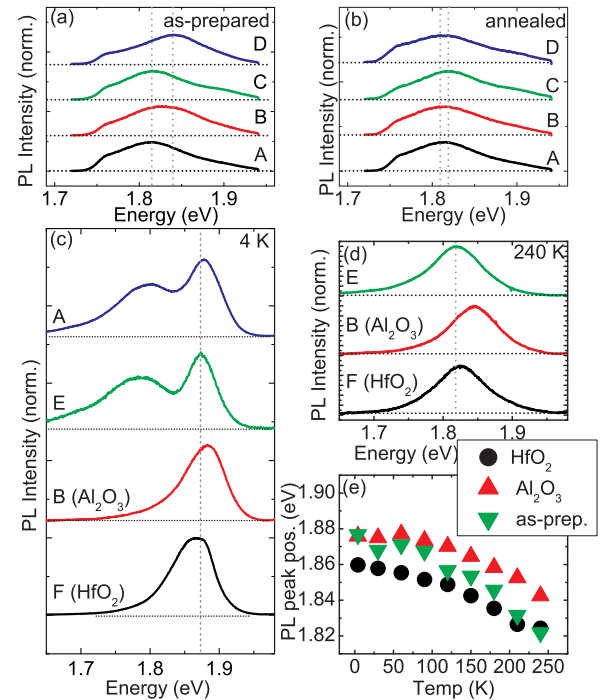 (a) as-prepared
D
C
B
A
PL Intensity (norm.)
1.7 1.8 1.9
Energy (eV)
(b) annealed
D
C
B
A
PL Intensity (norm.)
1.7 1.8 1.9
Energy (eV)
(c) 4 K
A
E
B (Al₂O₃)
F (HfO₂)
PL Intensity (norm.)
1.7 1.8 1.9
Energy (eV)
(d) 240 K
E
B (Al₂O₃)
F (HfO₂)
PL Intensity (norm.)
1.7 1.8 1.9
Energy (eV)
HfO₂
Al₂O₃
as-prep.
(e)
PL peak pos. (eV)
1.90
1.88
1.86
1.84
1.82
0 50 100 150 200 250
Temp (K)